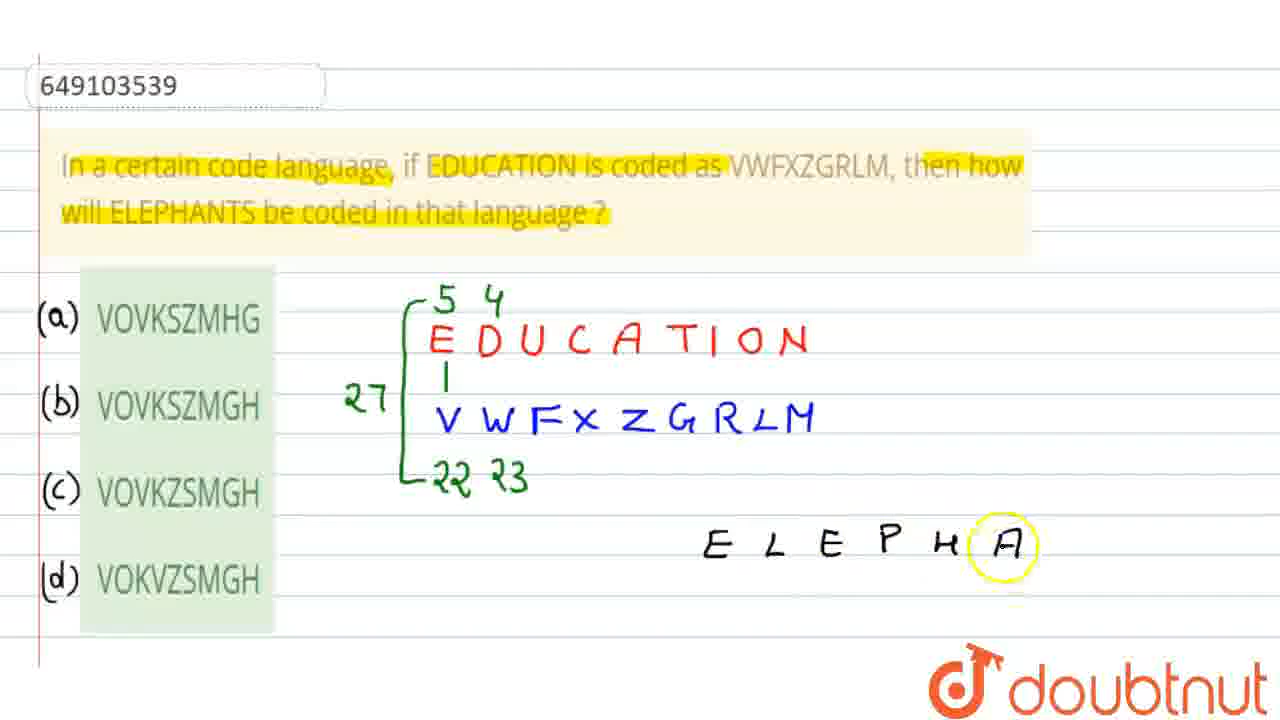 649103539
In a certain code language, if EDUCATION is coded as VWFXZGRLM, then how
will ELEPHANTS be coded in that language ?
(a) VOVKSZMHG
(b) VOVKSZMGH
(c) VOVKZSMGH
(d) VOKVZSMGH
5 4
E D U C A T I O N
27
V W F X Z G R L M
22 23
E L E P H A
doubtnut